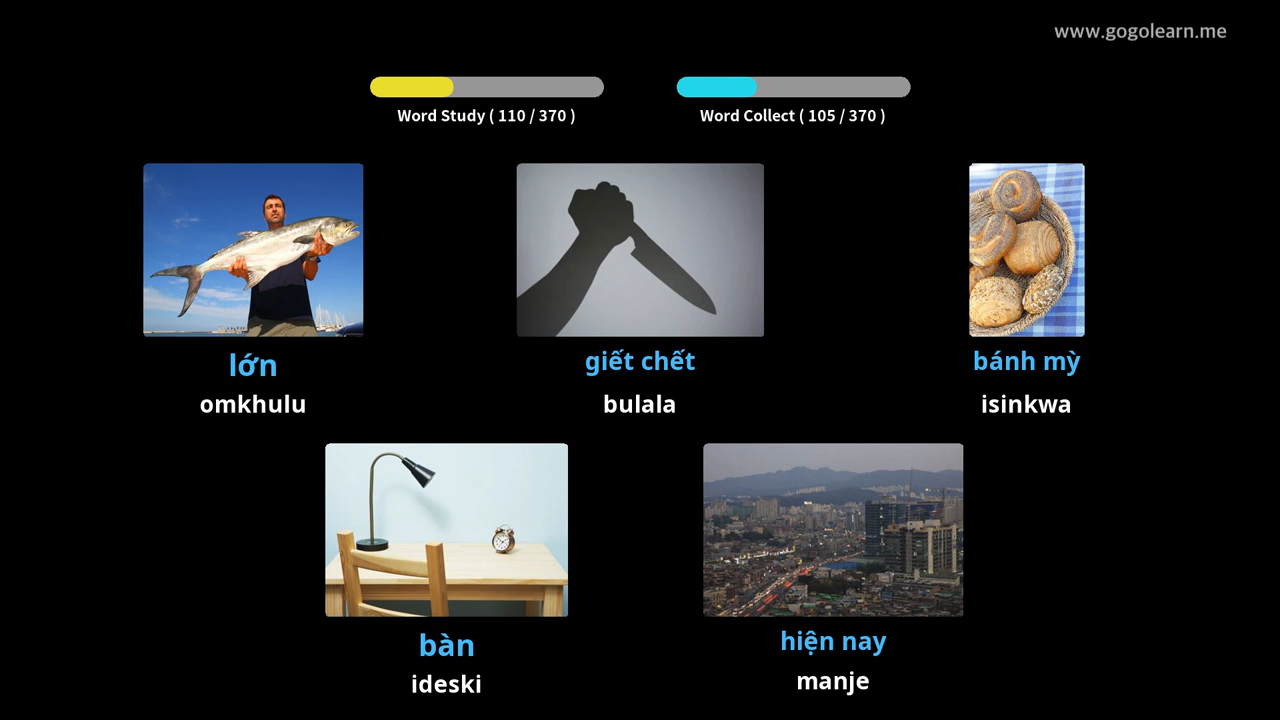 www.gogolearn.me
Word Study ( 110 / 370 )
Word Collect ( 105 / 370 )
lớn
omkhulu
giết chết
bulala
bánh mỳ
isinkwa
bàn
ideski
hiện nay
manje